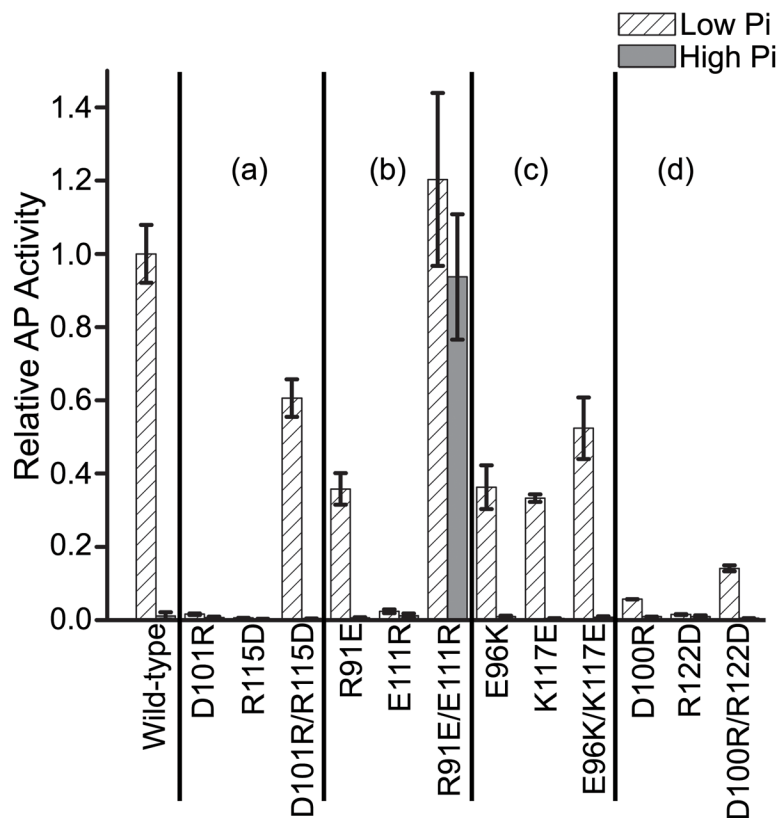 Low Pi
High Pi
Relative AP Activity
1.4
1.2
1.0
0.8
0.6
0.4
0.2
0.0
(a)
(b)
(c)
(d)
Wild-type
D101R
R115D
D101R/R115D
R91E
E111R
R91E/E111R
E96K
K117E
E96K/K117E
D100R
R122D
D100R/R122D